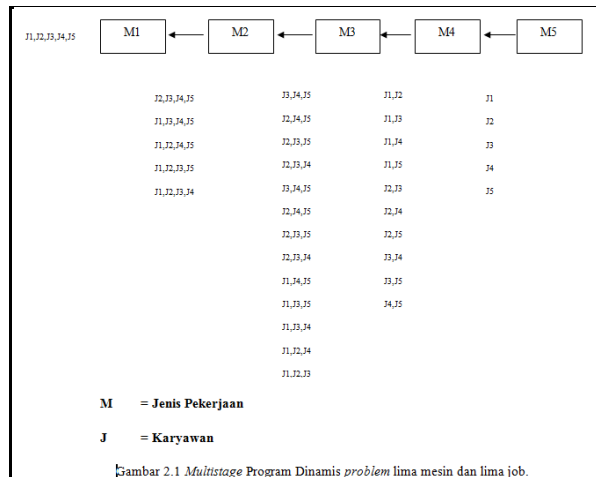 J1,J2,J3,J4,J5 M1 M2 M3 M4 M5
J2,J3,J4,J5 J3,J4,J5 J1,J2 J1
J1,J3,J4,J5 J2,J4,J5 J1,J3 J2
J1,J2,J4,J5 J2,J3,J5 J1,J4 J3
J1,J2,J3,J5 J2,J3,J4 J1,J5 J4
J1,J2,J3,J4 J3,J4,J5 J2,J3 J5
J2,J4,J5 J2,J4
J2,J3,J5 J2,J5
J2,J3,J4 J3,J4
J1,J4,J5 J3,J5
J1,J3,J5 J4,J5
J1,J3,J4
J1,J2,J4
J1,J2,J3
M = Jenis Pekerjaan
J = Karyawan
Gambar 2.1 Multistage Program Dinamis problem lima mesin dan lima job.